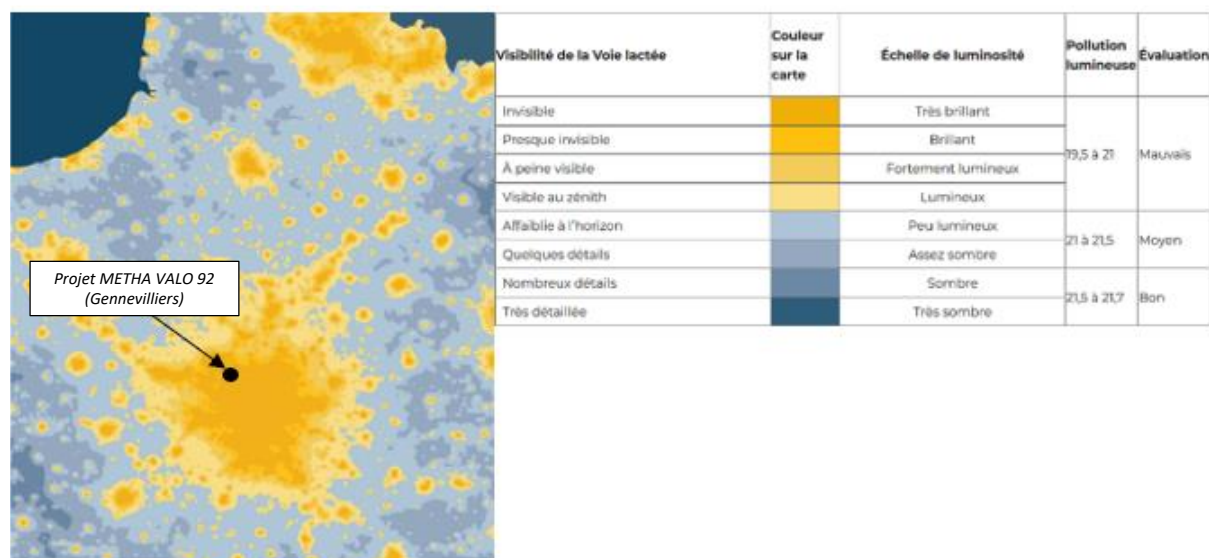 Projet METHA VALO 92
(Gennevilliers)
Visibilité de la Voie lactée
Couleur
sur la
carte
Échelle de luminosité
Pollution
lumineuse
Évaluation
Invisible
Très brillant
Presque invisible
Brillant
À peine visible
Fortement lumineux
Visible au zénith
Lumineux
19,5 à 21
Mauvais
Affaiblie à l'horizon
Peu lumineux
Quelques détails
Assez sombre
21 à 21,5
Moyen
Nombreux détails
Sombre
Très détaillée
Très sombre
21,5 à 21,7
Bon